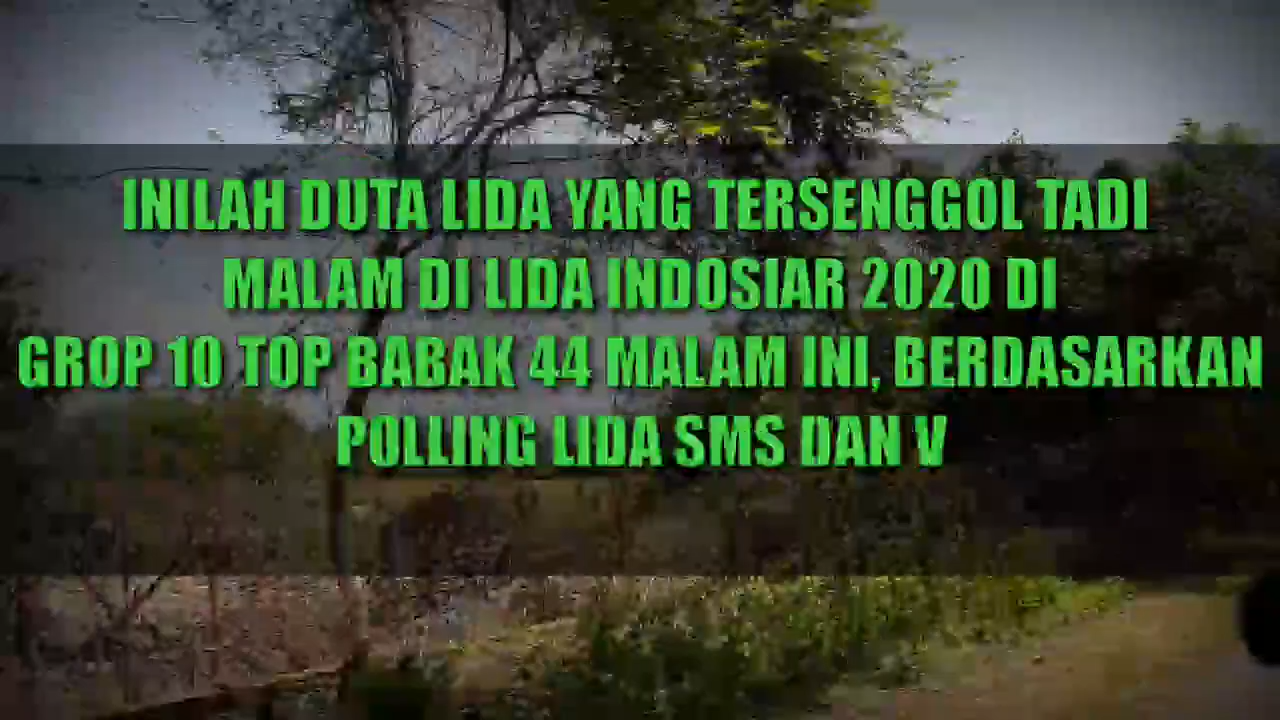 INILAH DUTA LIDA YANG TERSENGGOL TADI
MALAM DI LIDA INDOSIAR 2020 DI
GROP 10 TOP BABAK 44 MALAM INI, BERDASARKAN
POLLING LIDA SMS DAN V